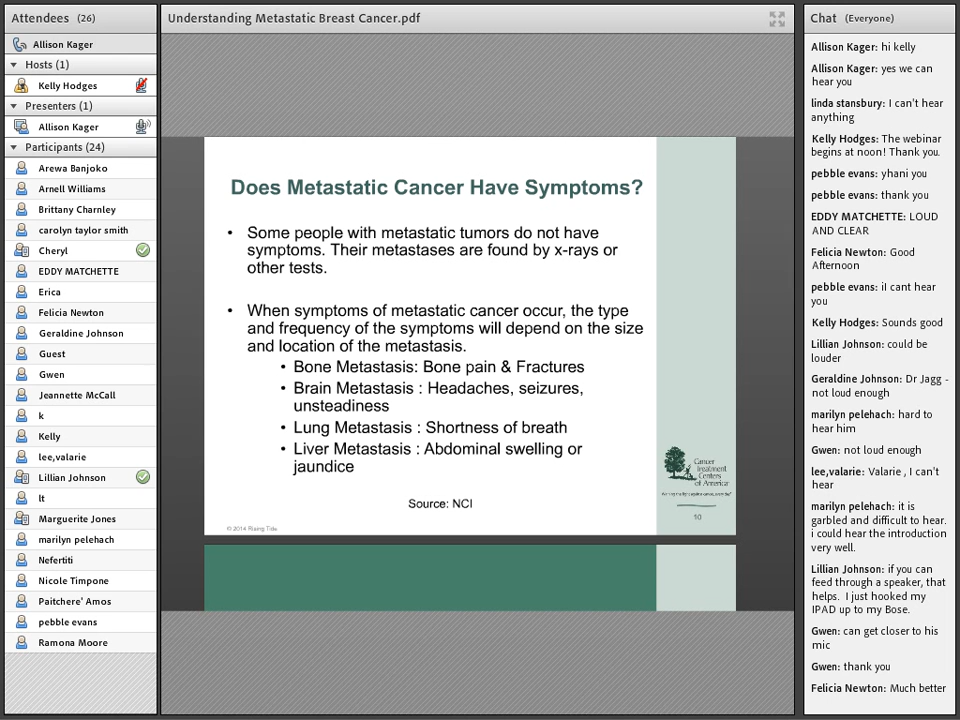 Attendees (26)
Allison Kager
Hosts (1)
Kelly Hodges
Presenters (1)
Allison Kager
Participants (24)
Arewa Banjoko
Arnell Williams
Brittany Charnley
carolyn taylor smith
Cheryl
EDDY MATCHETTE
Erica
Felicia Newton
Geraldine Johnson
Guest
Gwen
Jeannette McCall
k
Kelly
lee,valarie
Lillian Johnson
lt
Marguerite Jones
marilyn pelehach
Nefertiti
Nicole Timpone
Paitchere' Amos
pebble evans
Ramona Moore
Understanding Metastatic Breast Cancer.pdf
Does Metastatic Cancer Have Symptoms?
• Some people with metastatic tumors do not have
symptoms. Their metastases are found by x-rays or
other tests.
• When symptoms of metastatic cancer occur, the type
and frequency of the symptoms will depend on the size
and location of the metastasis.
• Bone Metastasis: Bone pain & Fractures
• Brain Metastasis : Headaches, seizures,
unsteadiness
• Lung Metastasis : Shortness of breath
• Liver Metastasis : Abdominal swelling or
jaundice
Source: NCI
© 2014 Rising Tide
Cancer
Treatment
Centers
of America
10
Chat (Everyone)
Allison Kager: hi kelly
Allison Kager: yes we can
hear you
linda stansbury: I can't hear
anything
Kelly Hodges: The webinar
begins at noon! Thank you.
pebble evans: yhani you
pebble evans: thank you
EDDY MATCHETTE: LOUD
AND CLEAR
Felicia Newton: Good
Afternoon
pebble evans: iI cant hear
you
Kelly Hodges: Sounds good
Lillian Johnson: could be
louder
Geraldine Johnson: Dr Jagg -
not loud enough
marilyn pelehach: hard to
hear him
Gwen: not loud enough
lee,valarie: Valarie , I can't
hear
marilyn pelehach: it is
garbled and difficult to hear.
i could hear the introduction
very well.
Lillian Johnson: if you can
feed through a speaker, that
helps. I just hooked my
IPAD up to my Bose.
Gwen: can get closer to his
mic
Gwen: thank you
Felicia Newton: Much better